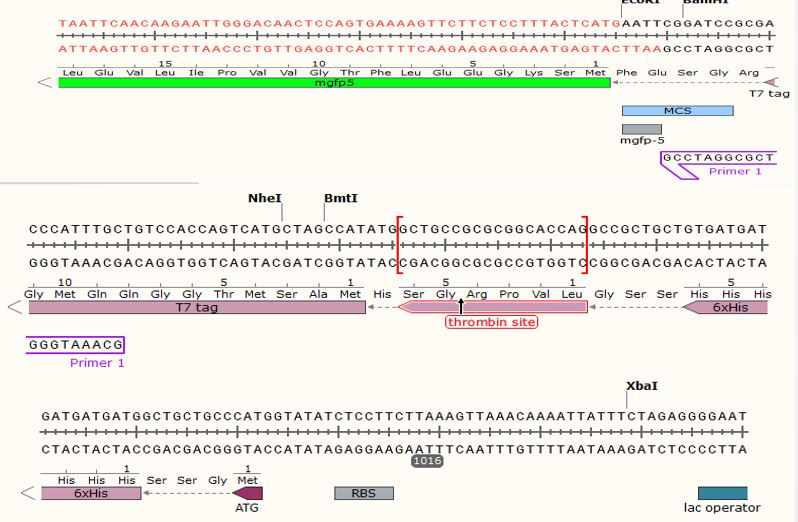 EcoRI BamHI
TAATTCAACAAGAATTGGGACAACTCCAGTGAAAAGTTCTTCTCCTTTACTCATGAATTCGGATCCGCGA
ATTAAGTTGTTCTTAACCCTGTTGAGGTCACTTTTCAAGAAGAGGAAATGAGTACTTAAGCCTAGGCGCT
15 10 5 1
Leu Glu Val Leu Ile Pro Val Val Gly Thr Phe Leu Glu Glu Gly Lys Ser Met Phe Glu Ser Gly Arg
mgfp5
T7 tag
MCS
mgfp-5
GCCTAGGCGCT
Primer 1
NheI BmtI
CCCATTTGCTGTCCACCAGTCATGCTAGCCATATGGCTGCCGCGCGGCACCAGGCCGCTGCTGTGATGAT
GGGTAAACGACAGGTGGTCAGTACGATCGGTATACCGACGGCGCGCCGTGGTCCGGCGACGACACTACTA
10 5 1 5 1 5
Gly Met Gln Gln Gly Thr Met Ser Ala Met His Ser Gly Arg Pro Val Leu Gly Ser Ser His His His
T7 tag 6xHis
thrombin site
GGGTAAACG
Primer 1
XbaI
GATGATGATGGCTGCTGCCCATGGTATATCTCCTTCTTAAAGTTAAACAAAATTATTTCTAGAGGGGAAT
CTACTACTACCGACGACGGGTACCATATAGAGGAAGAATTTCAATTTGTTTTAATAAAGATCTCCCCTTA
1016
1 1
His His His Ser Ser Gly Met
6xHis RBS
ATG lac operator